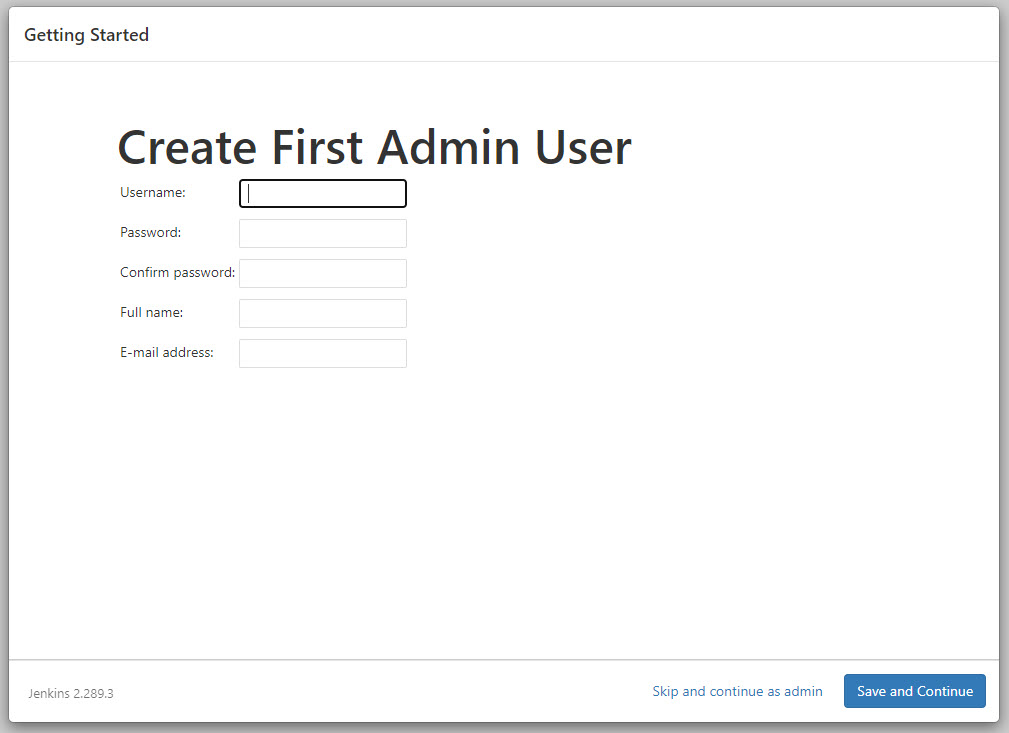 Getting Started
Create First Admin User
Username:
Password:
Confirm password:
Full name:
E-mail address:
Jenkins 2.289.3
Skip and continue as admin
Save and Continue